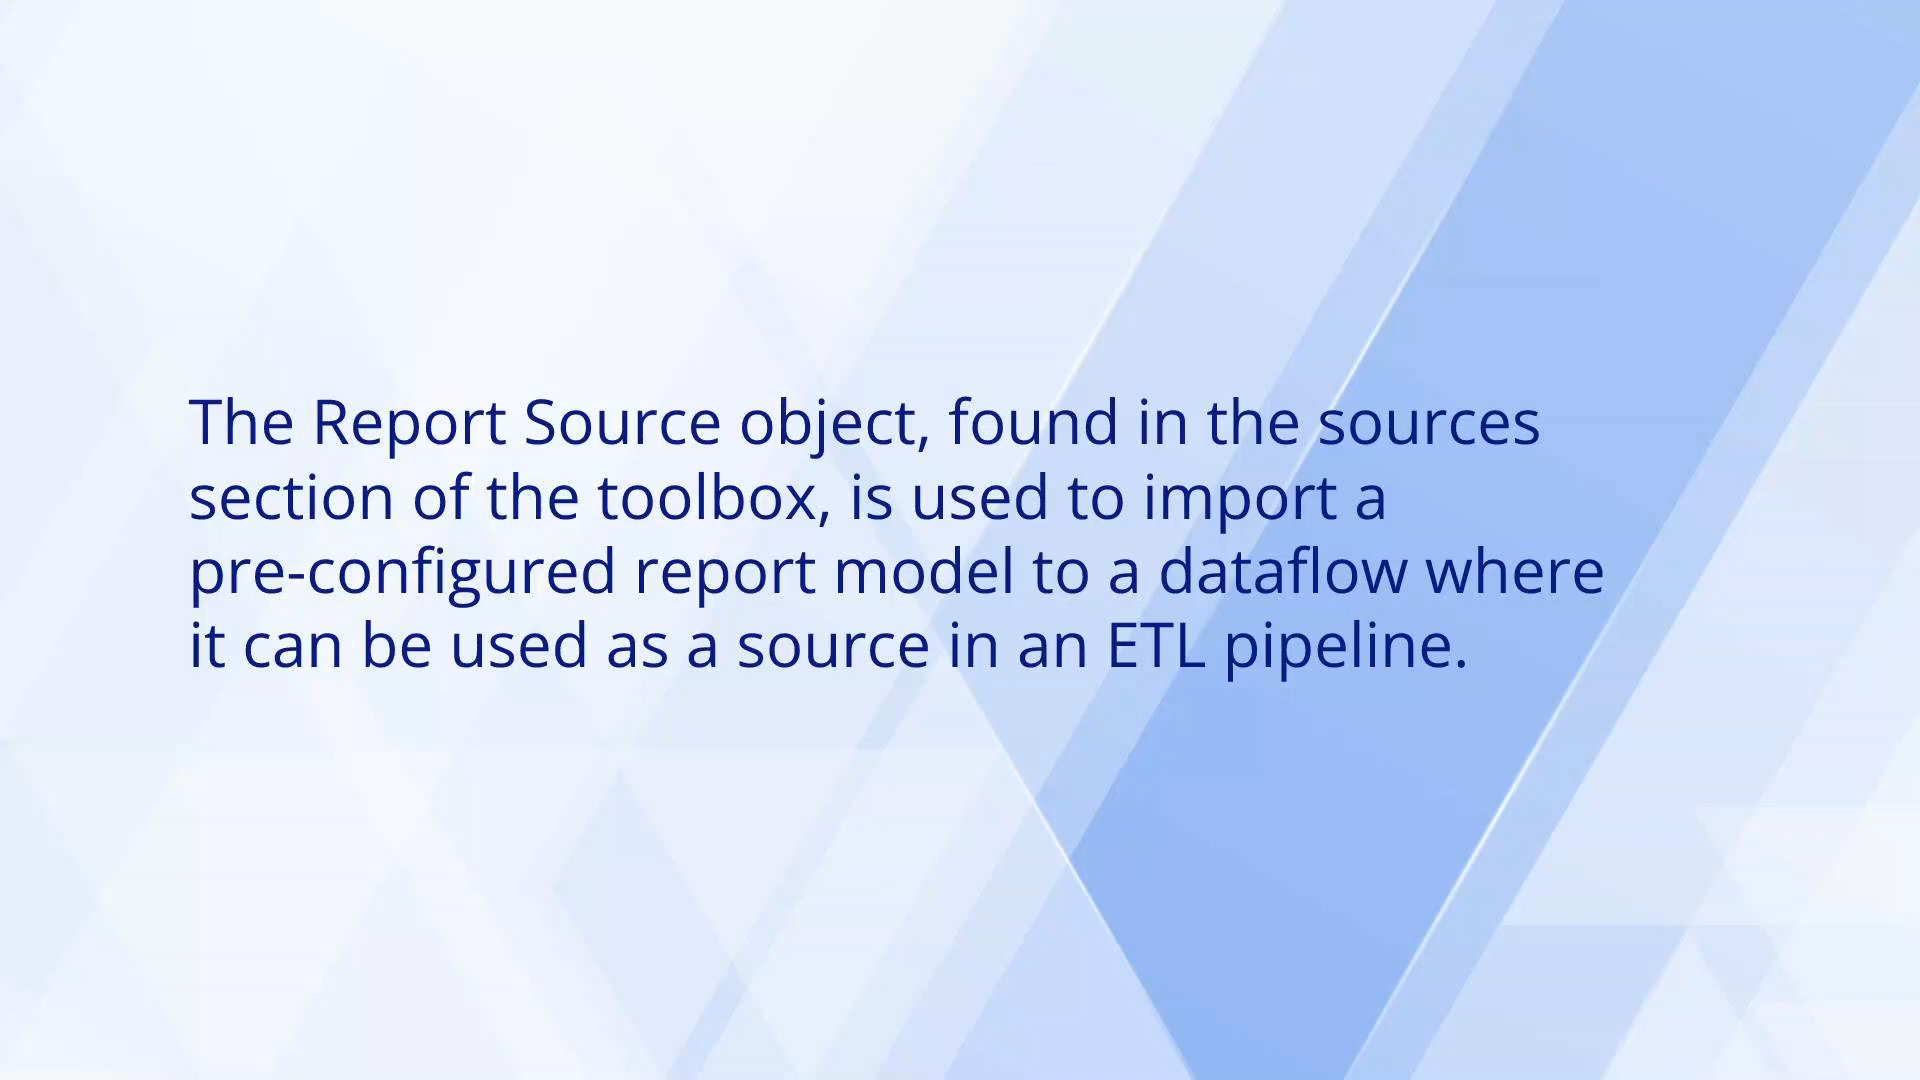 The Report Source object, found in the sources
section of the toolbox, is used to import a
pre-configured report model to a dataflow where
it can be used as a source in an ETL pipeline.